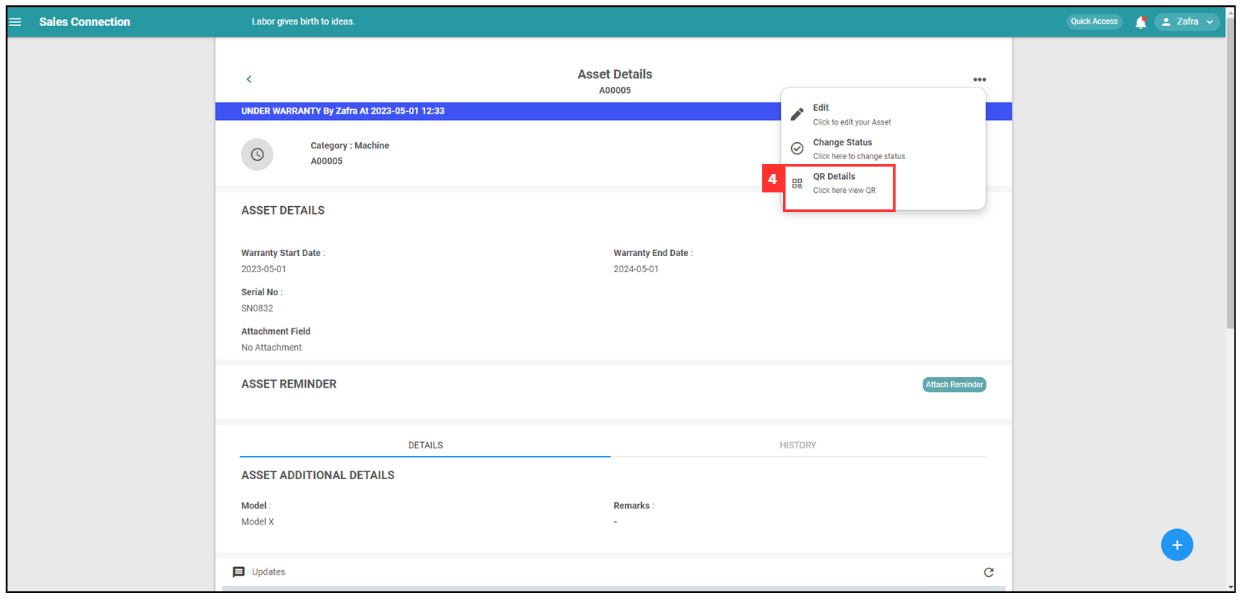 Sales Connection
Labor gives birth to ideas.
Quick Access
Zafra
Asset Details
A00005
UNDER WARRANTY By Zafra At 2023-05-01 12:33
Edit
Click to edit your Asset
Change Status
Click here to change status
4
QR Details
Click here view QR
Category : Machine
A00005
ASSET DETAILS
Warranty Start Date :
2023-05-01
Warranty End Date :
2024-05-01
Serial No :
SN0832
Attachment Field
No Attachment
ASSET REMINDER
Attach Reminder
DETAILS
HISTORY
ASSET ADDITIONAL DETAILS
Model :
Model X
Remarks :
-
Updates